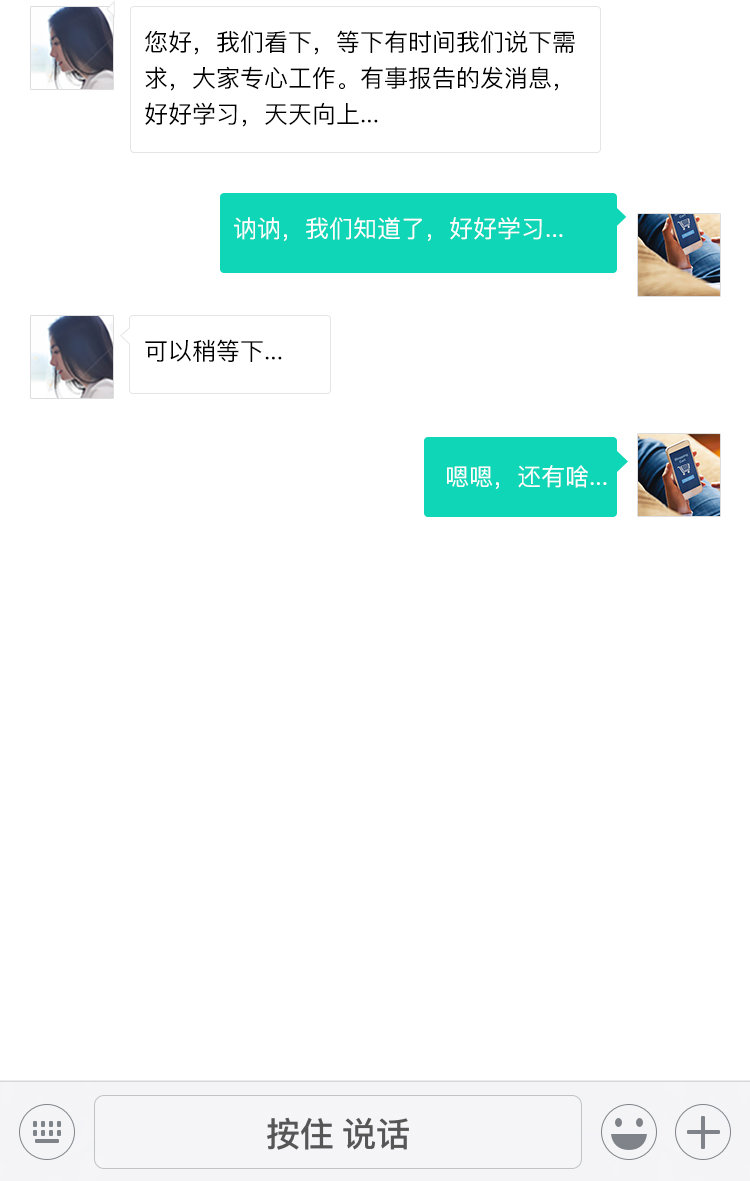 您好，我们看下，等下有时间我们说下需
求，大家专心工作。有事报告的发消息，
好好学习，天天向上...
讷讷，我们知道了，好好学习...
可以稍等下...
嗯嗯，还有啥...
按住 说话